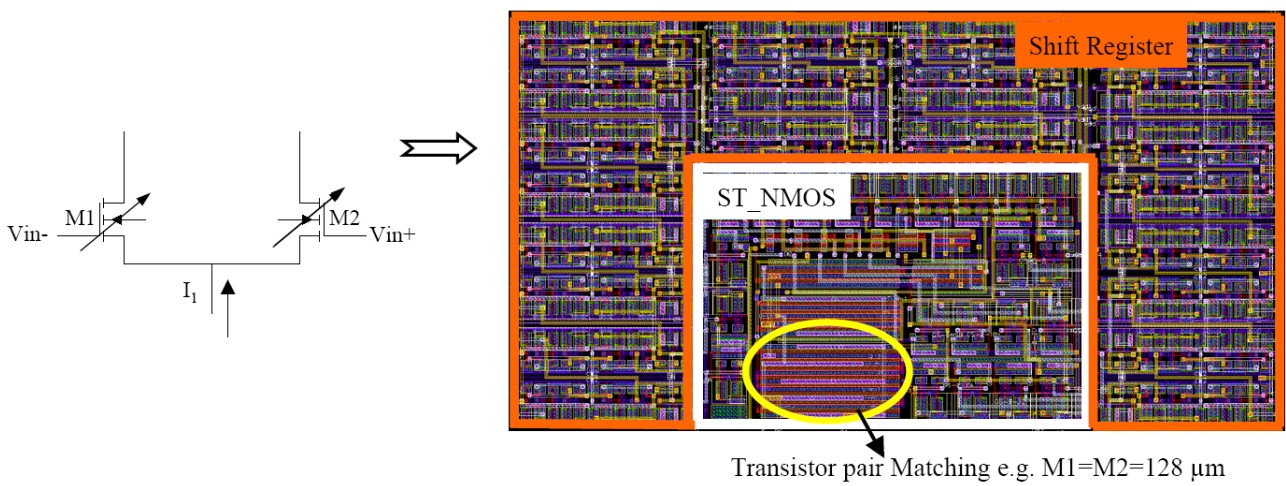 Shift Register
ST_NMOS
M1
M2
Vin-
Vin+
I1
Transistor pair Matching e.g. M1=M2=128 µm